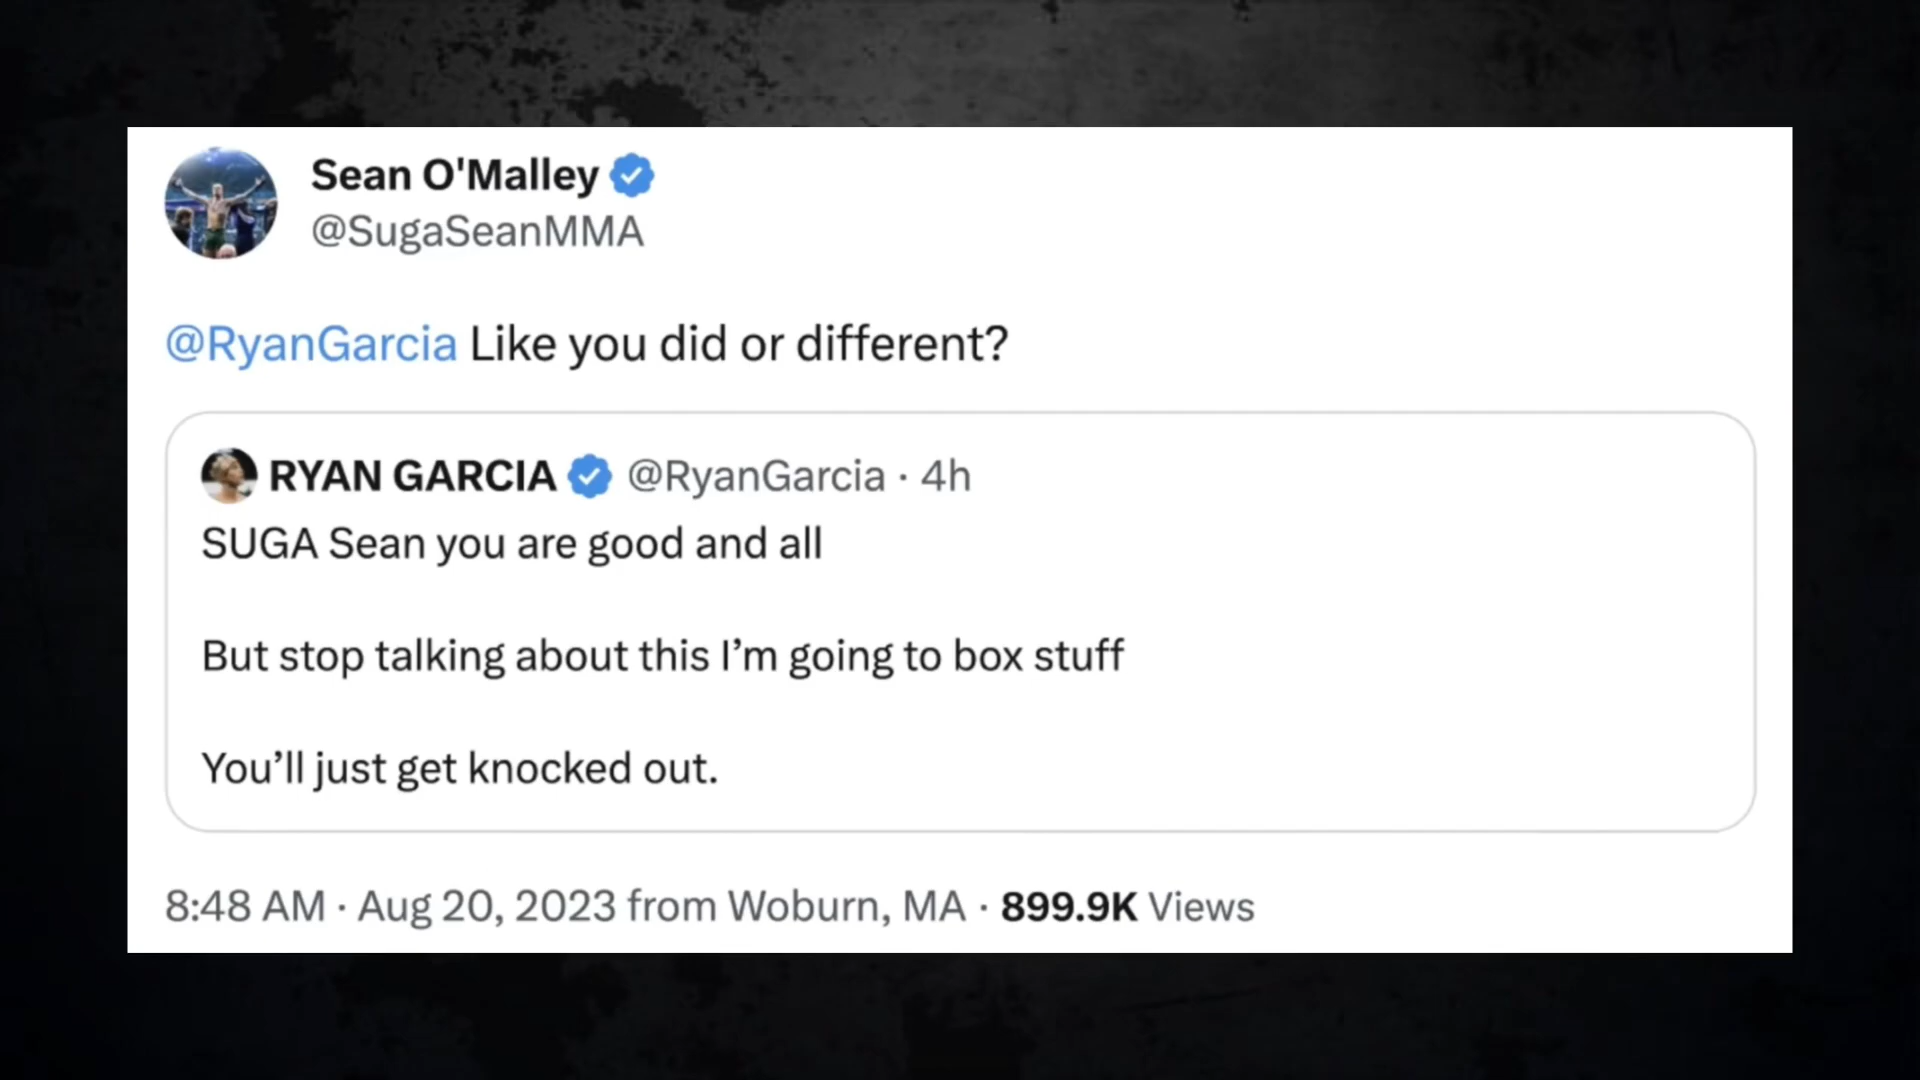 Sean O'Malley
@SugaSeanMMA
@RyanGarcia Like you did or different?
RYAN GARCIA @RyanGarcia · 4h
SUGA Sean you are good and all
But stop talking about this I’m going to box stuff
You’ll just get knocked out.
8:48 AM · Aug 20, 2023 from Woburn, MA · 899.9K Views